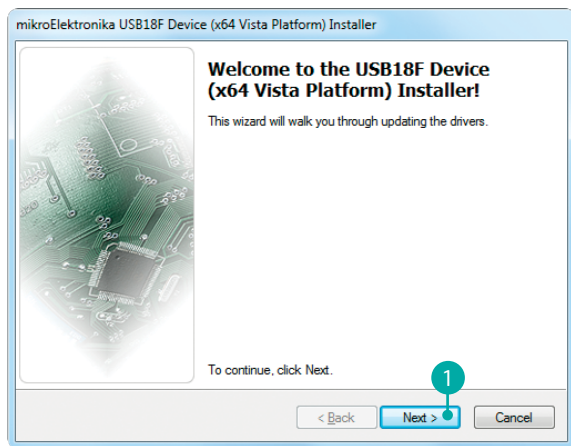 mikroElektronika USB18F Device (x64 Vista Platform) Installer
Welcome to the USB18F Device
(x64 Vista Platform) Installer!
This wizard will walk you through updating the drivers.
To continue, click Next.
1
< Back
Next >
Cancel